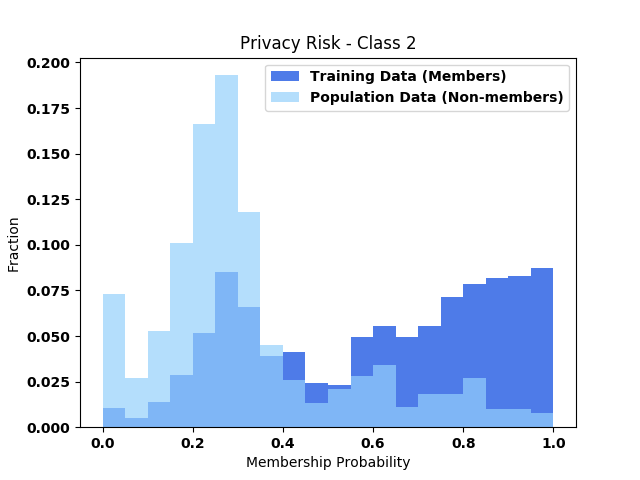 Privacy Risk - Class 2
Training Data (Members)
Population Data (Non-members)
0.200
0.175
0.150
0.125
0.100
0.075
0.050
0.025
0.000
Fraction
0.0 0.2 0.4 0.6 0.8 1.0
Membership Probability